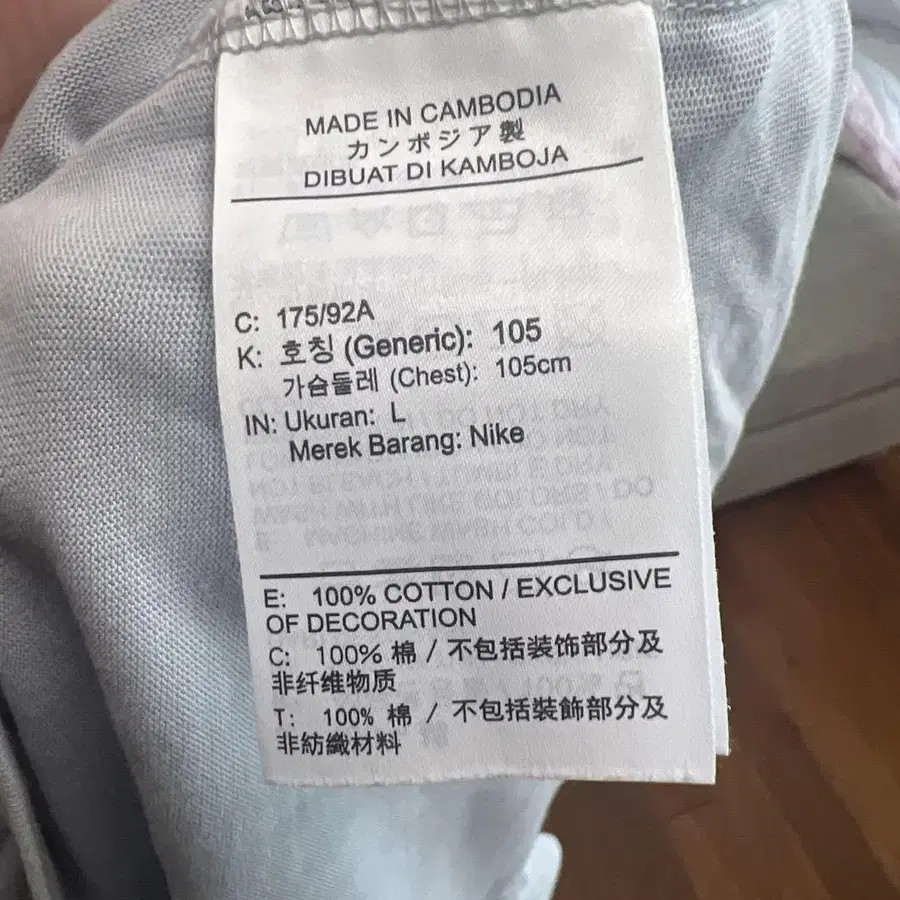 MADE IN CAMBODIA
カンボジア製
DIBUAT DI KAMBOJA
C: 175/92A
K: 호칭 (Generic): 105
가슴둘레 (Chest): 105cm
IN: Ukuran: L
Merek Barang: Nike
E: 100% COTTON / EXCLUSIVE
OF DECORATION
C: 100% 棉 / 不包括装饰部分及
非纤维物质
T: 100% 棉 / 不包括裝飾部分及
非紡織材料